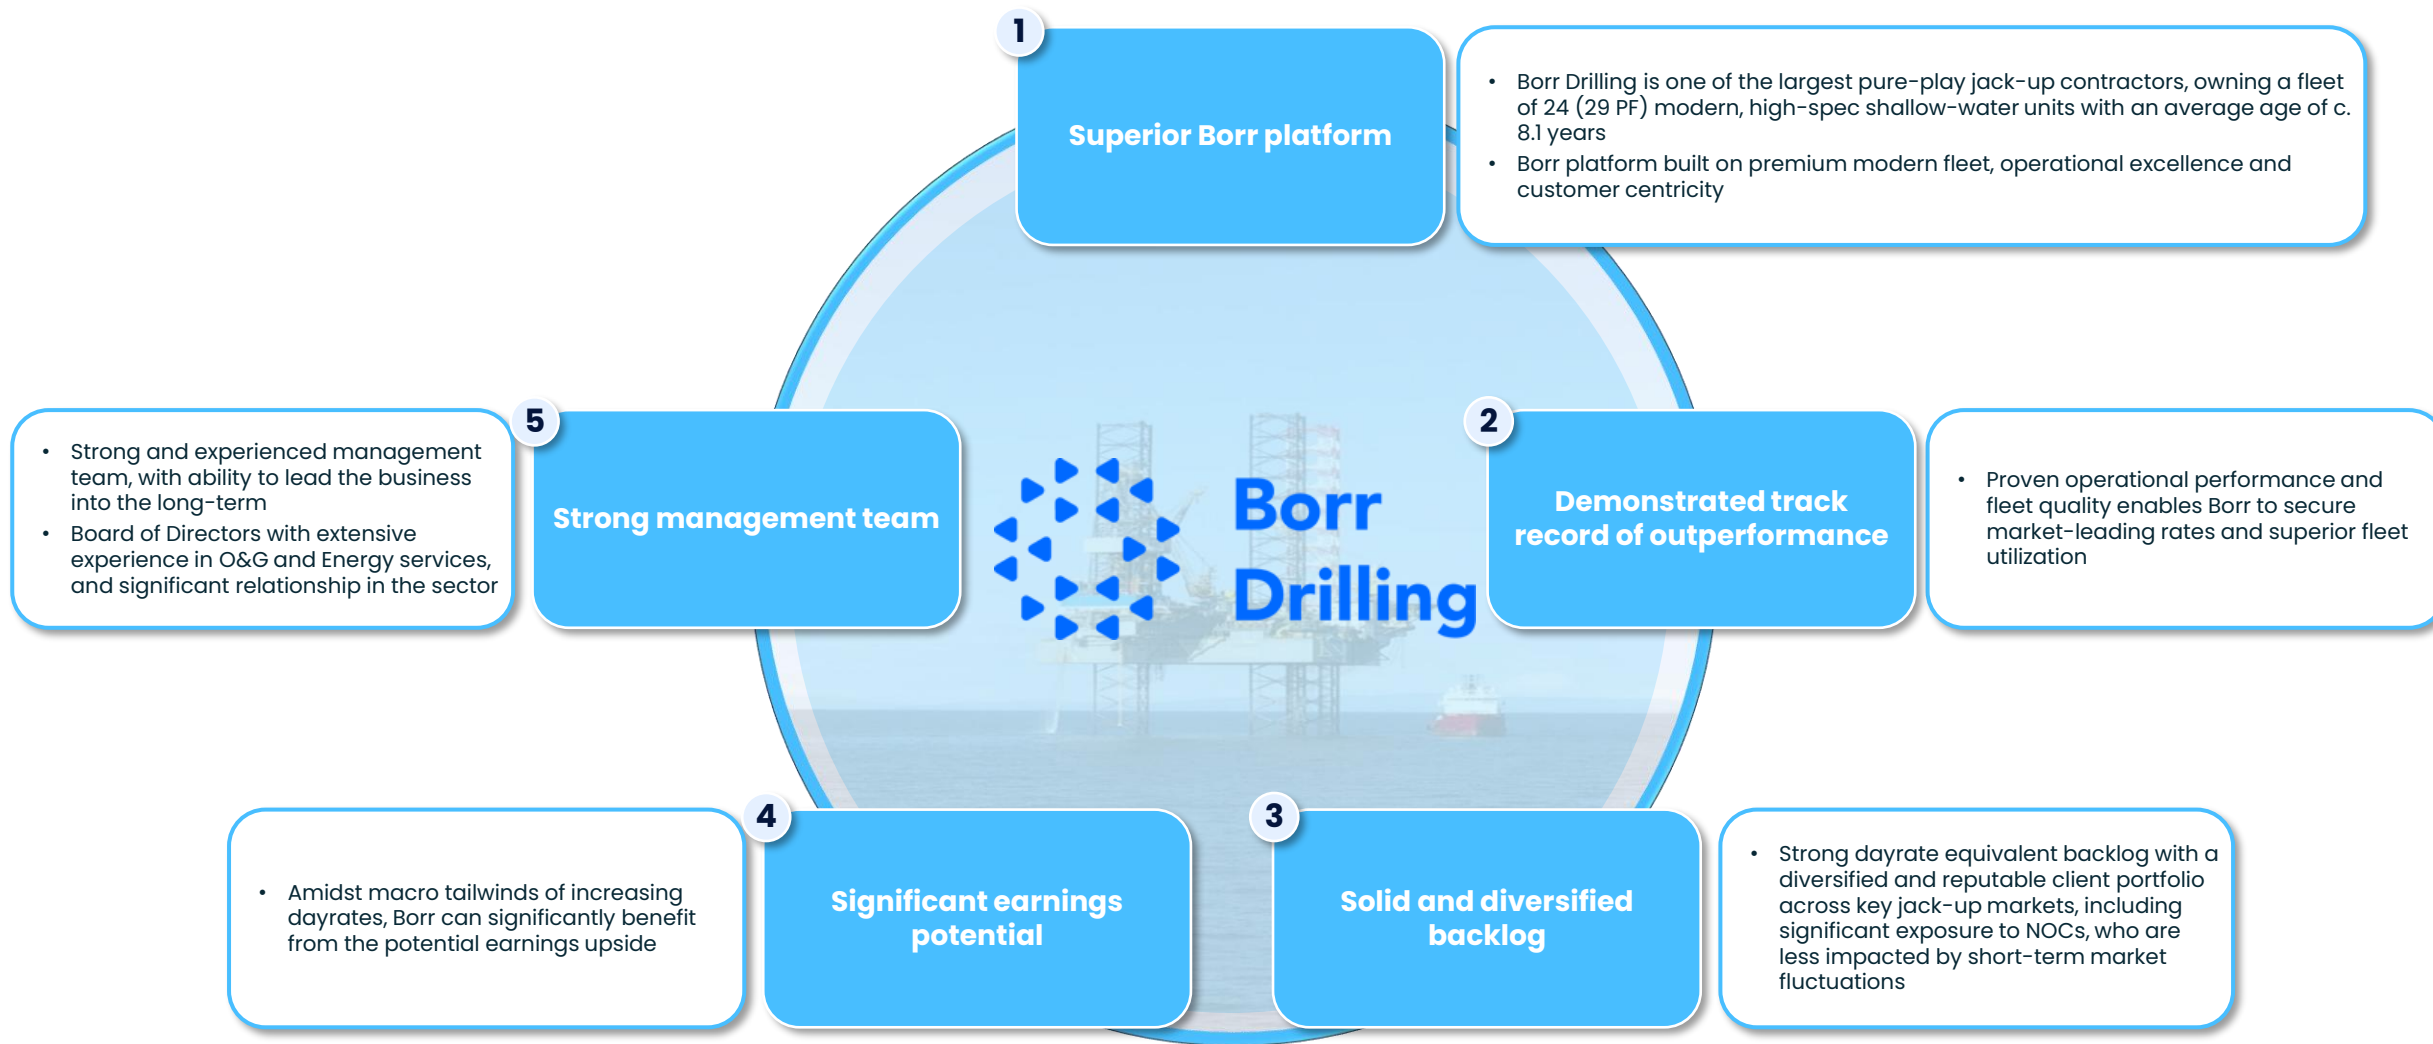 1
Superior Borr platform
• Borr Drilling is one of the largest pure-play jack-up contractors, owning a fleet
of 24 (29 PF) modern, high-spec shallow-water units with an average age of c.
8.1 years
• Borr platform built on premium modern fleet, operational excellence and
customer centricity
2
Demonstrated track
record of outperformance
• Proven operational performance and
fleet quality enables Borr to secure
market-leading rates and superior fleet
utilization
3
Solid and diversified
backlog
• Strong dayrate equivalent backlog with a
diversified and reputable client portfolio
across key jack-up markets, including
significant exposure to NOCs, who are
less impacted by short-term market
fluctuations
4
Significant earnings
potential
• Amidst macro tailwinds of increasing
dayrates, Borr can significantly benefit
from the potential earnings upside
5
Strong management team
• Strong and experienced management
team, with ability to lead the business
into the long-term
• Board of Directors with extensive
experience in O&G and Energy services,
and significant relationship in the sector
Borr
Drilling